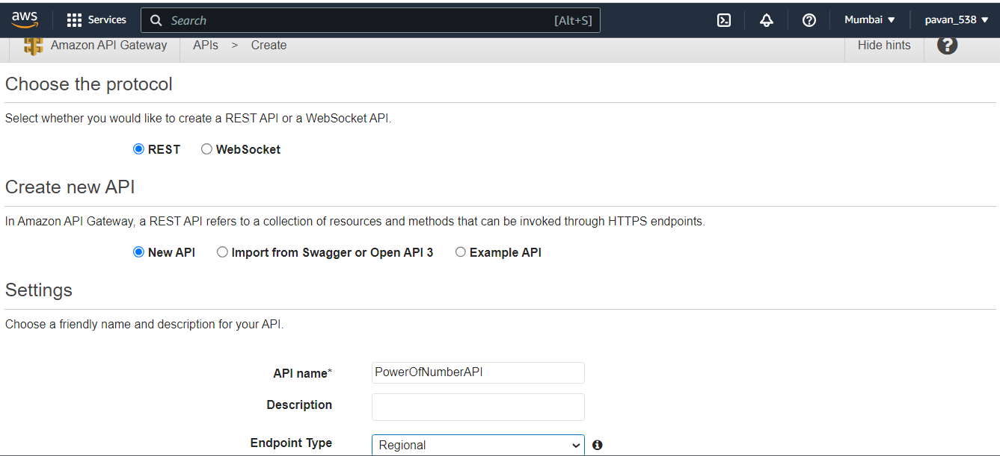 aws Services Search [Alt+S] Mumbai ▼ pavan_538 ▼
Amazon API Gateway APIs > Create Hide hints ?
Choose the protocol
Select whether you would like to create a REST API or a WebSocket API.
REST WebSocket
Create new API
In Amazon API Gateway, a REST API refers to a collection of resources and methods that can be invoked through HTTPS endpoints.
New API Import from Swagger or Open API 3 Example API
Settings
Choose a friendly name and description for your API.
API name* PowerOfNumberAPI
Description
Endpoint Type Regional